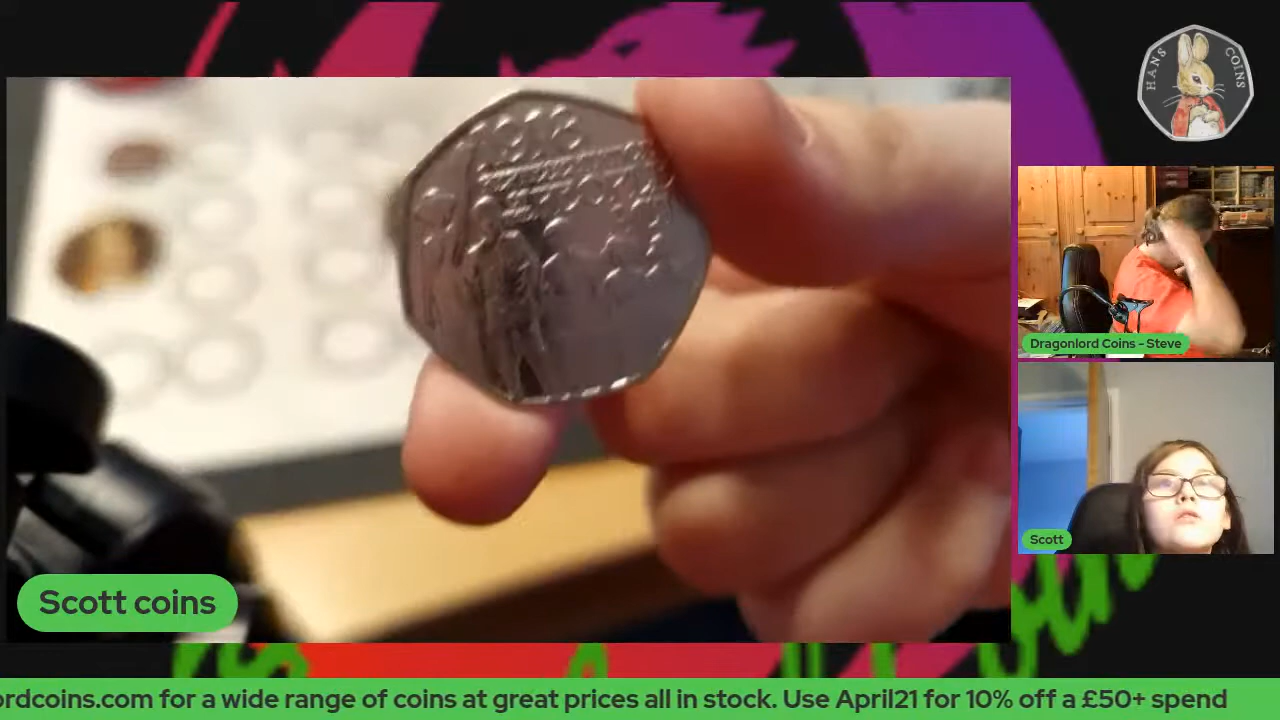 HANS COINS
Dragonlord Coins - Steve
Scott
Scott coins
ordcoins.com for a wide range of coins at great prices all in stock. Use April21 for 10% off a £50+ spend